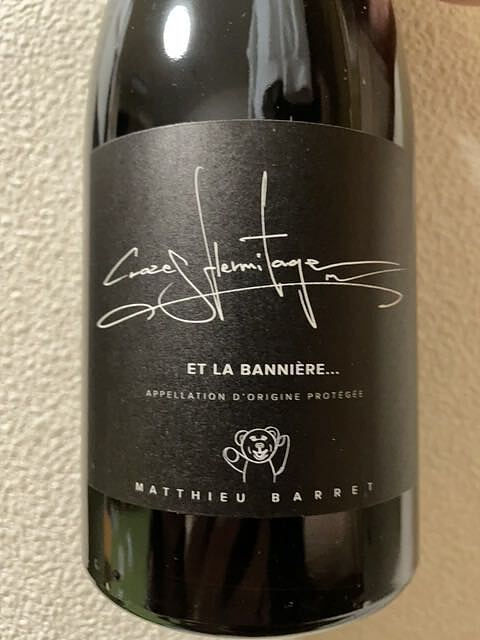 Crozes Hermitage
ET LA BANNIÈRE...
APPELLATION D'ORIGINE PROTÉGÉE
MATTHIEU BARRET